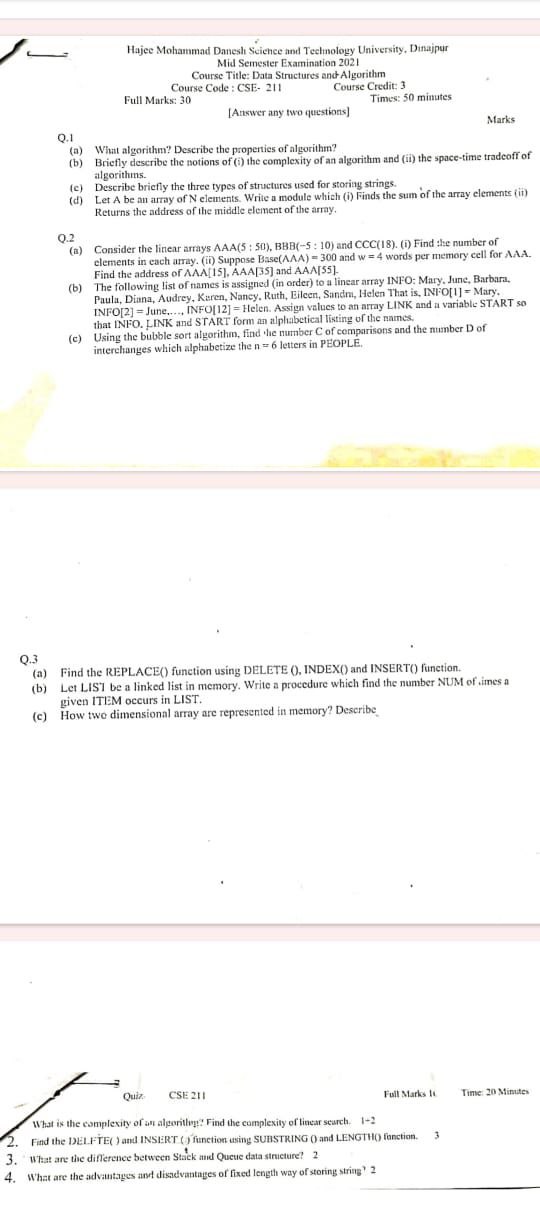 Hajee Mohammad Danesh Science and Technology University, Dinajpur
Mid Semester Examination 2021
Course Title: Data Structures and Algorithm
Course Code : CSE- 211 Course Credit: 3
Full Marks: 30 Times: 50 minutes
[Answer any two questions]
Marks
Q.1
(a) What algorithm? Describe the properties of algorithm?
(b) Briefly describe the notions of (i) the complexity of an algorithm and (ii) the space-time tradeoff of
algorithms.
(c) Describe briefly the three types of structures used for storing strings.
(d) Let A be an array of N elements. Write a module which (i) Finds the sum of the array elements (ii)
Returns the address of the middle element of the array.
Q.2
(a) Consider the linear arrays AAA(5 : 50), BBB(-5 : 10) and CCC(18). (i) Find the number of
elements in each array. (ii) Suppose Base(AAA) = 300 and w = 4 words per memory cell for AAA.
Find the address of AAA[15], AAA[35] and AAA[55].
(b) The following list of names is assigned (in order) to a linear array INFO: Mary, June, Barbara,
Paula, Diana, Audrey, Karen, Nancy, Ruth, Eileen, Sandra, Helen That is, INFO[1] = Mary,
INFO[2] = June,..., INFO[12] = Helen. Assign values to an array LINK and a variable START so
that INFO, LINK and START form an alphabetical listing of the names.
(c) Using the bubble sort algorithm, find the number C of comparisons and the number D of
interchanges which alphabetize the n = 6 letters in PEOPLE.
Q.3
(a) Find the REPLACE() function using DELETE (), INDEX() and INSERT() function.
(b) Let LIST be a linked list in memory. Write a procedure which find the number NUM of times a
given ITEM occurs in LIST.
(c) How two dimensional array are represented in memory? Describe
Quiz CSE 211 Full Marks Time: 20 Minutes
What is the complexity of an algorithm? Find the complexity of linear search. 1+2
2. Find the DELETE( ) and INSERT ( ) function using SUBSTRING () and LENGTH() function. 3
3. What are the difference between Stack and Queue data structure? 2
4. What are the advantages and disadvantages of fixed length way of storing string? 2